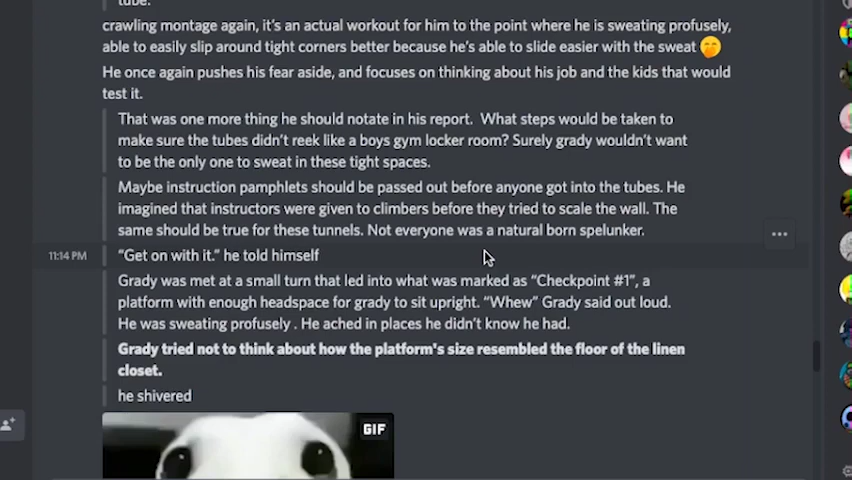 tube.
crawling montage again, it's an actual workout for him to the point where he is sweating profusely,
able to easily slip around tight corners better because he's able to slide easier with the sweat 🤭
He once again pushes his fear aside, and focuses on thinking about his job and the kids that would
test it.
That was one more thing he should notate in his report.  What steps would be taken to
make sure the tubes didn't reek like a boys gym locker room? Surely grady wouldn't want
to be the only one to sweat in these tight spaces.
Maybe instruction pamphlets should be passed out before anyone got into the tubes. He
imagined that instructors were given to climbers before they tried to scale the wall. The
same should be true for these tunnels. Not everyone was a natural born spelunker.
11:14 PM "Get on with it." he told himself
Grady was met at a small turn that led into what was marked as "Checkpoint #1", a
platform with enough headspace for grady to sit upright. "Whew" Grady said out loud.
He was sweating profusely . He ached in places he didn't know he had.
Grady tried not to think about how the platform's size resembled the floor of the linen
closet.
he shivered
GIF